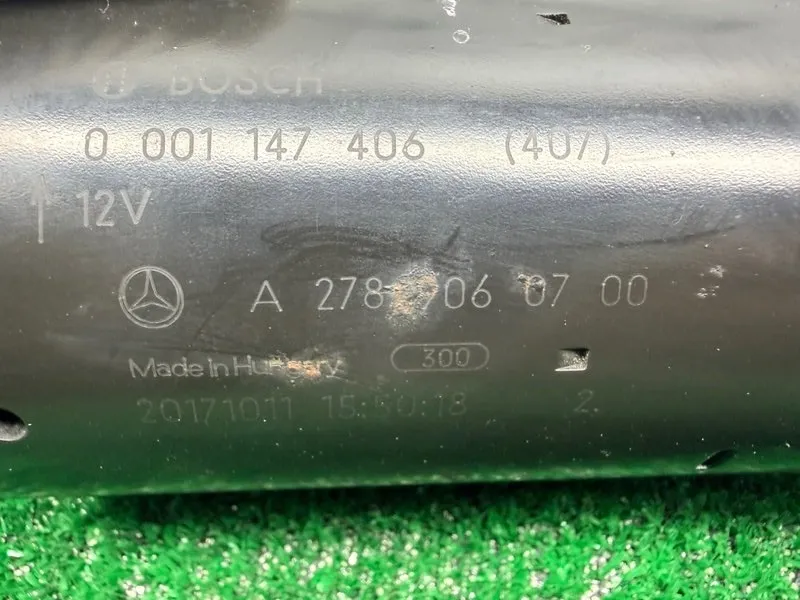 BOSCH
0 001 147 406 (407)
12V
A 278 906 07 00
Made in Hungary 300
20171011 15:50:18 2.